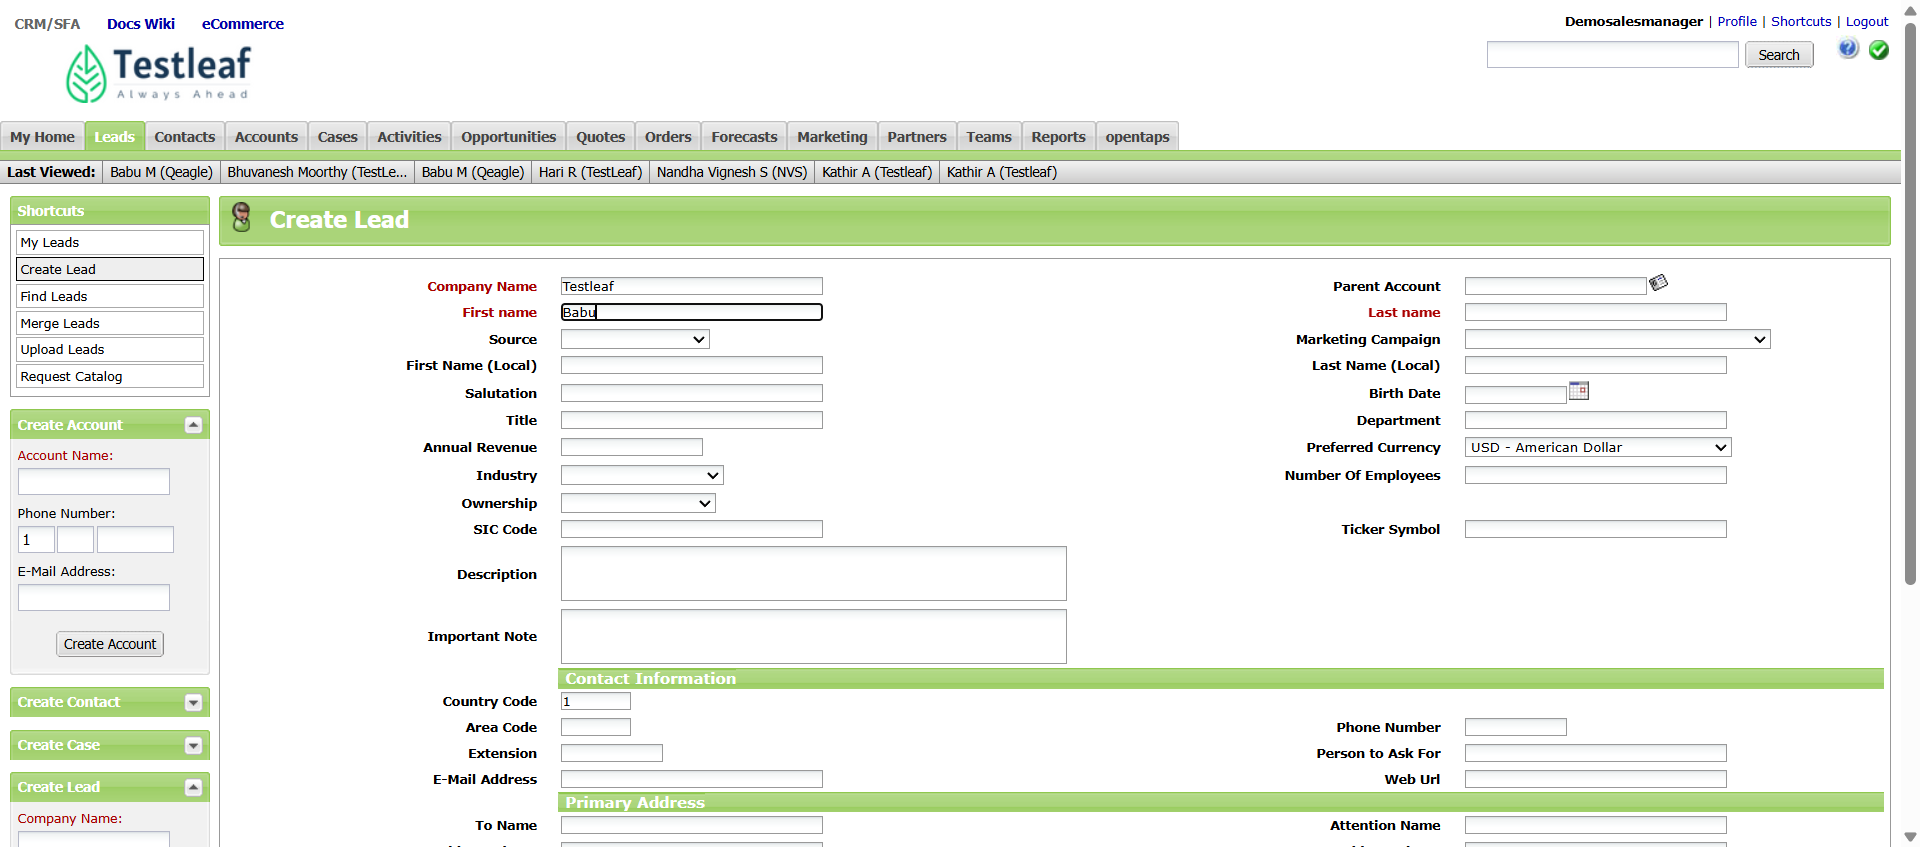 CRM/SFA Docs Wiki eCommerce
Demosalesmanager | Profile | Shortcuts | Logout
Testleaf
Always Ahead
Search
My Home Leads Contacts Accounts Cases Activities Opportunities Quotes Orders Forecasts Marketing Partners Teams Reports opentaps
Last Viewed: Babu M (Qeagle) Bhuvanesh Moorthy (TestLe... Babu M (Qeagle) Hari R (TestLeaf) Nandha Vignesh S (NVS) Kathir A (Testleaf) Kathir A (Testleaf)
Shortcuts
My Leads
Create Lead
Find Leads
Merge Leads
Upload Leads
Request Catalog
Create Account
Account Name:
Phone Number:
1
E-Mail Address:
Create Account
Create Contact
Create Case
Create Lead
Company Name:
Create Lead
Company Name Testleaf Parent Account
First name Babu Last name
Source Marketing Campaign
First Name (Local) Last Name (Local)
Salutation Birth Date
Title Department
Annual Revenue Preferred Currency USD - American Dollar
Industry Number Of Employees
Ownership
SIC Code Ticker Symbol
Description
Important Note
Contact Information
Country Code 1
Area Code Phone Number
Extension Person to Ask For
E-Mail Address Web Url
Primary Address
To Name Attention Name